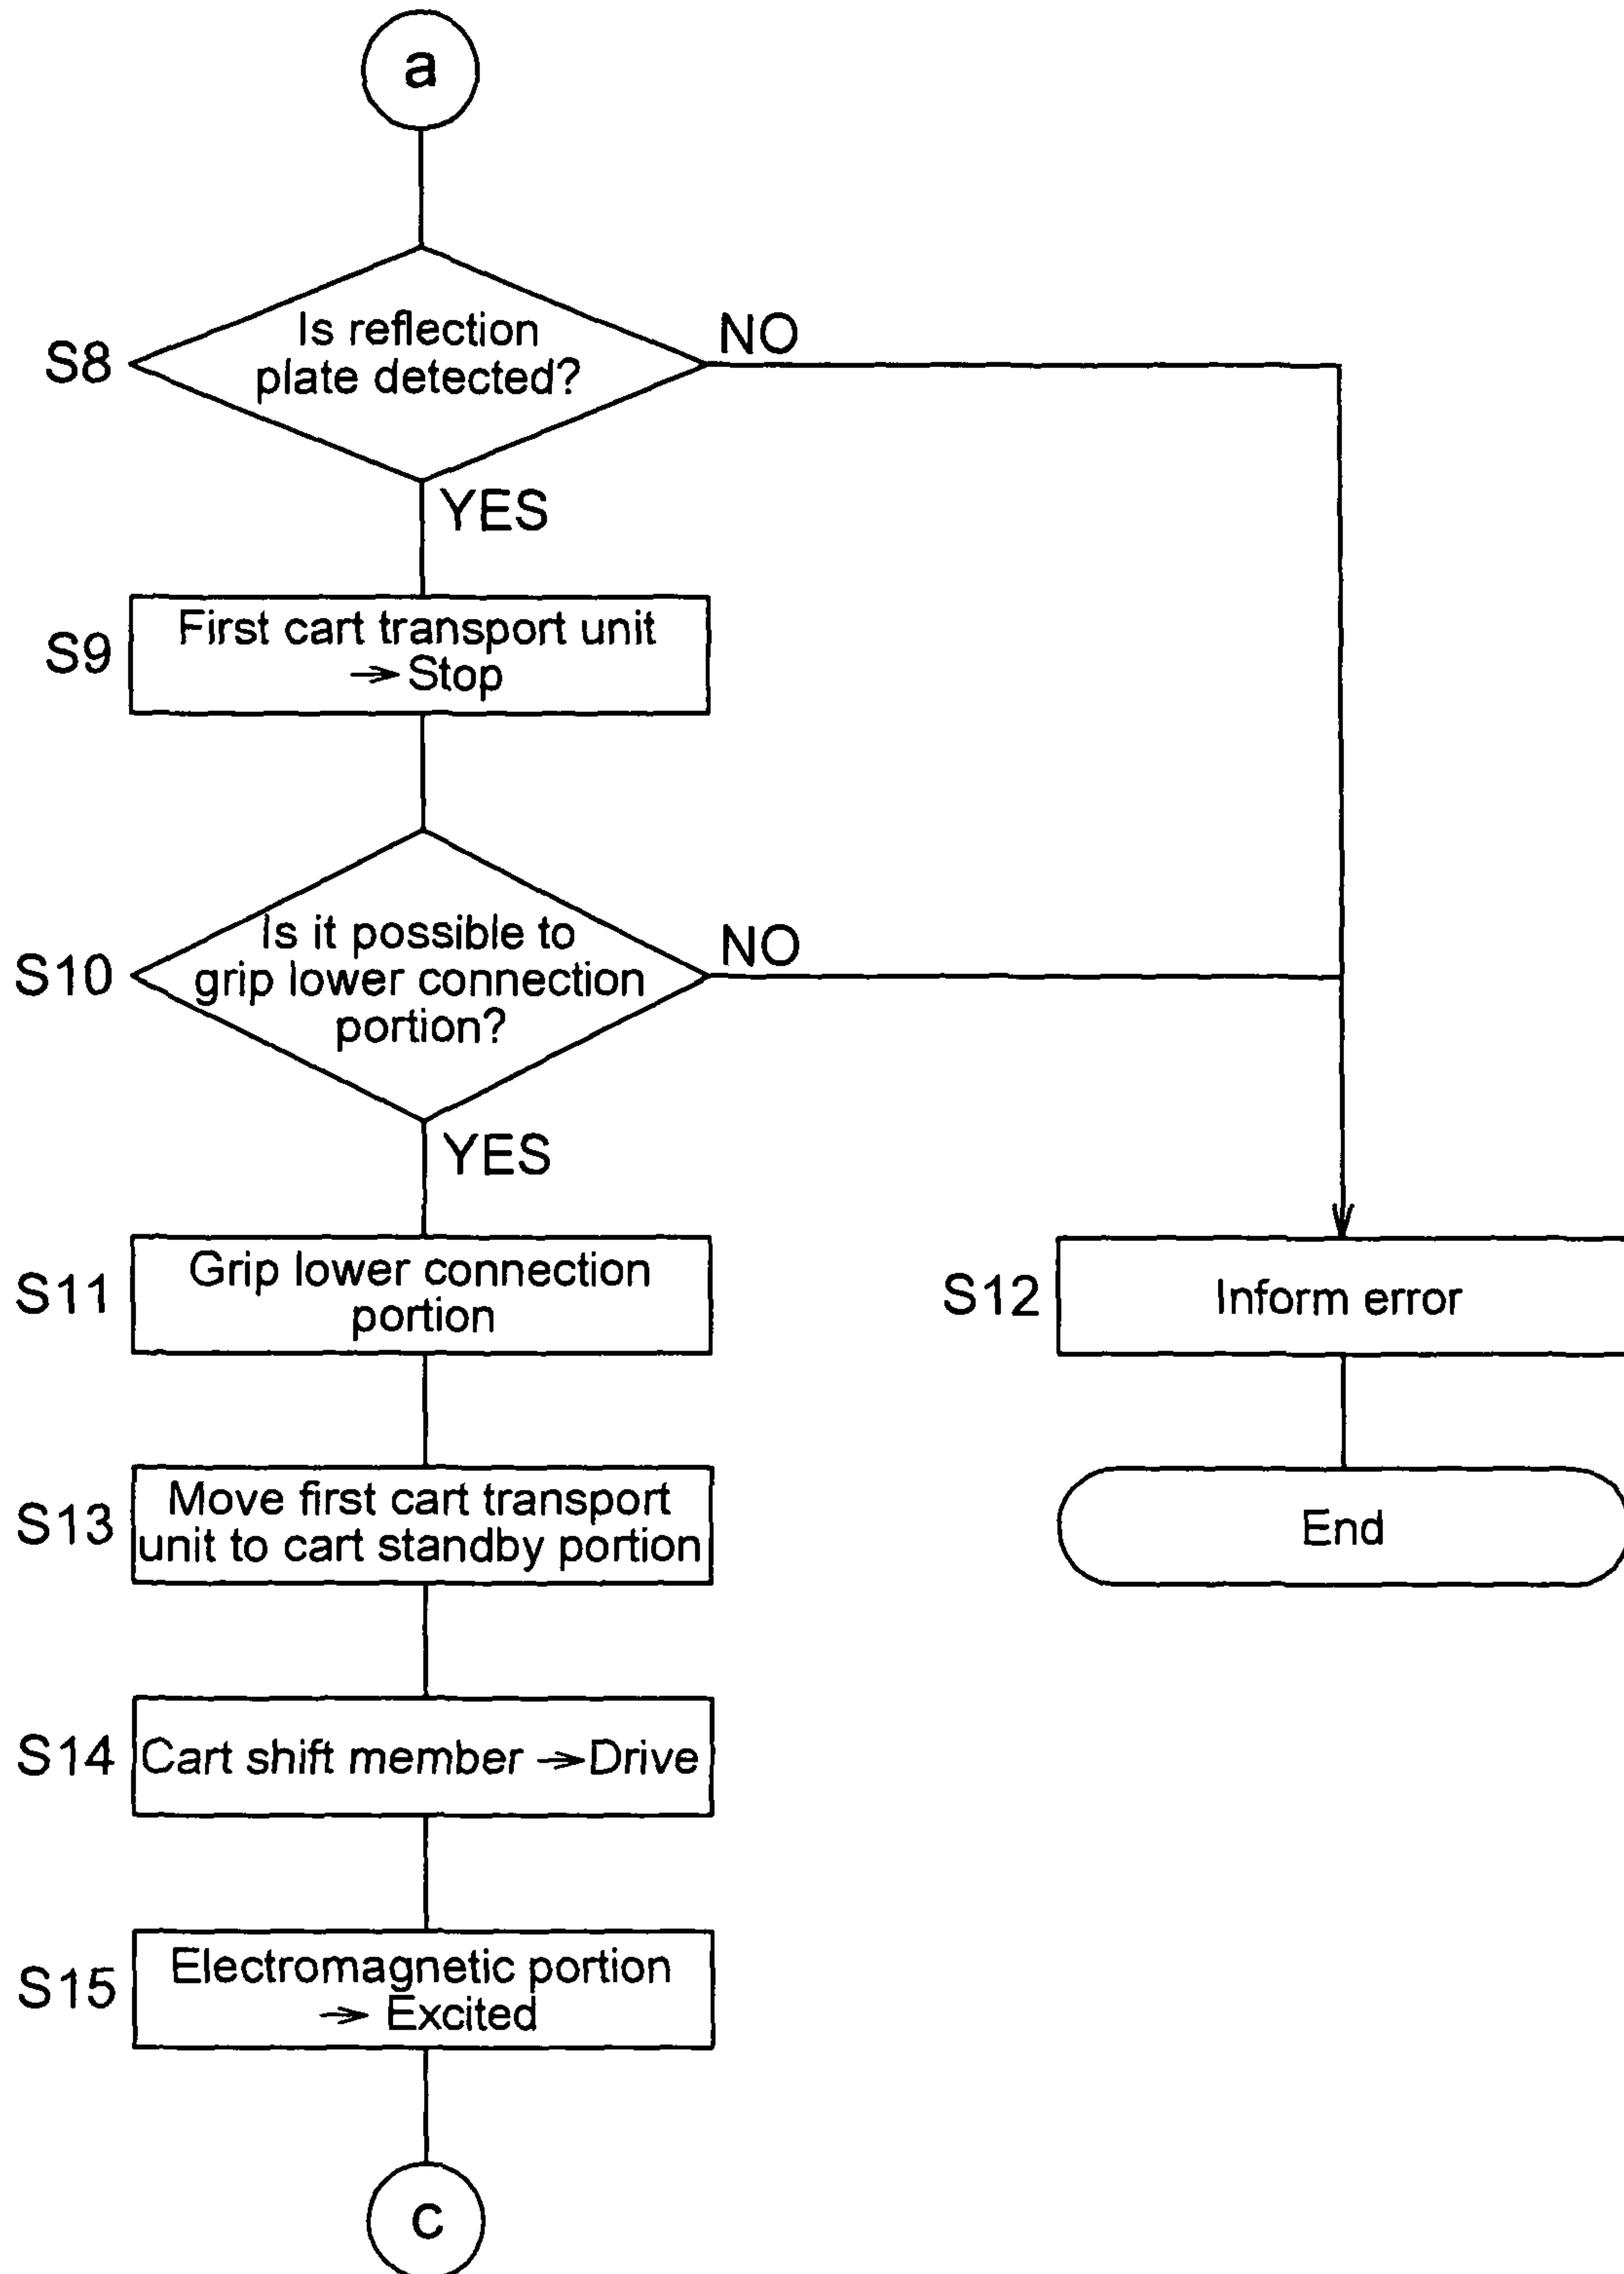 a
S8
Is reflection
plate detected?
NO
YES
S9
First cart transport unit
→ Stop
S10
Is it possible to
grip lower connection
portion?
NO
YES
S11
Grip lower connection
portion
S12
Inform error
S13
Move first cart transport
unit to cart standby portion
End
S14
Cart shift member → Drive
S15
Electromagnetic portion
→ Excited
c